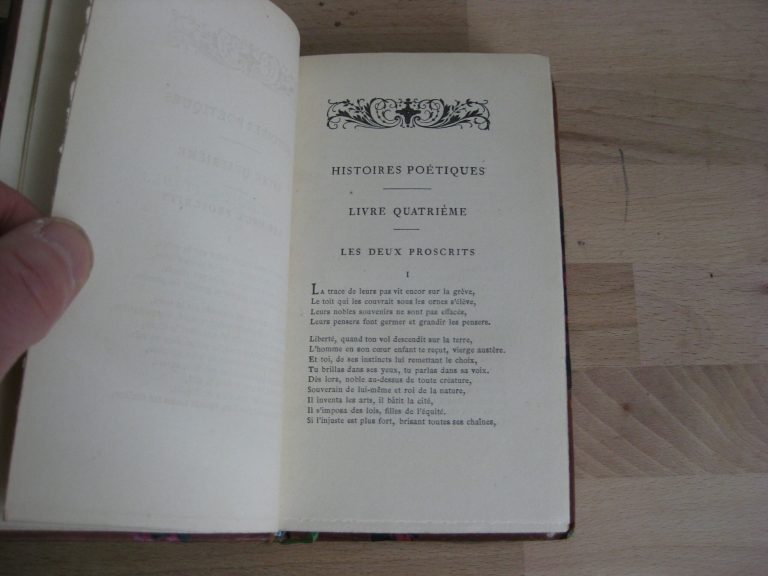 HISTOIRES POÉTIQUES
LIVRE QUATRIÈME
LES DEUX PROSCRITS
I
LA trace de leurs pas vit encor sur la grève,
Le toit qui les couvrait sous les ornes s'élève,
Leurs nobles souvenirs ne sont pas effacés,
Leurs pensers font germer et grandir les pensers.
Liberté, quand ton vol descendit sur la terre,
L'homme en son cœur enfant te reçut, vierge austère.
Et toi, de ses instincts lui remettant le choix,
Tu brillas dans ses yeux, tu parlas dans sa voix.
Dès lors, noble au-dessus de toute créature,
Souverain de lui-même et roi de la nature,
Il inventa les arts, il bâtit la cité,
Il s'imposa des lois, filles de l'équité.
Si l'injuste est plus fort, brisant toutes ses chaînes,